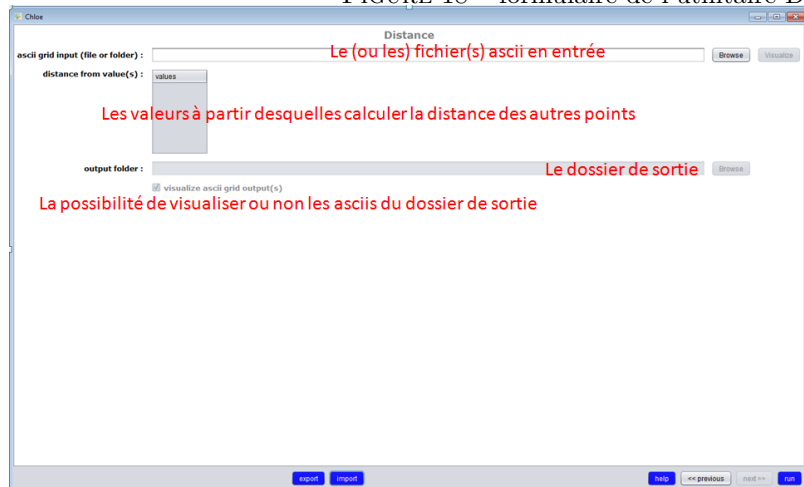 Chloe
Distance
ascii grid input (file or folder) : Le (ou les) fichier(s) ascii en entrée Browse Visualize
distance from value(s) : values
Les valeurs à partir desquelles calculer la distance des autres points
output folder : Le dossier de sortie Browse
visualize ascii grid output(s)
La possibilité de visualiser ou non les asciis du dossier de sortie
export import help << previous next >> run